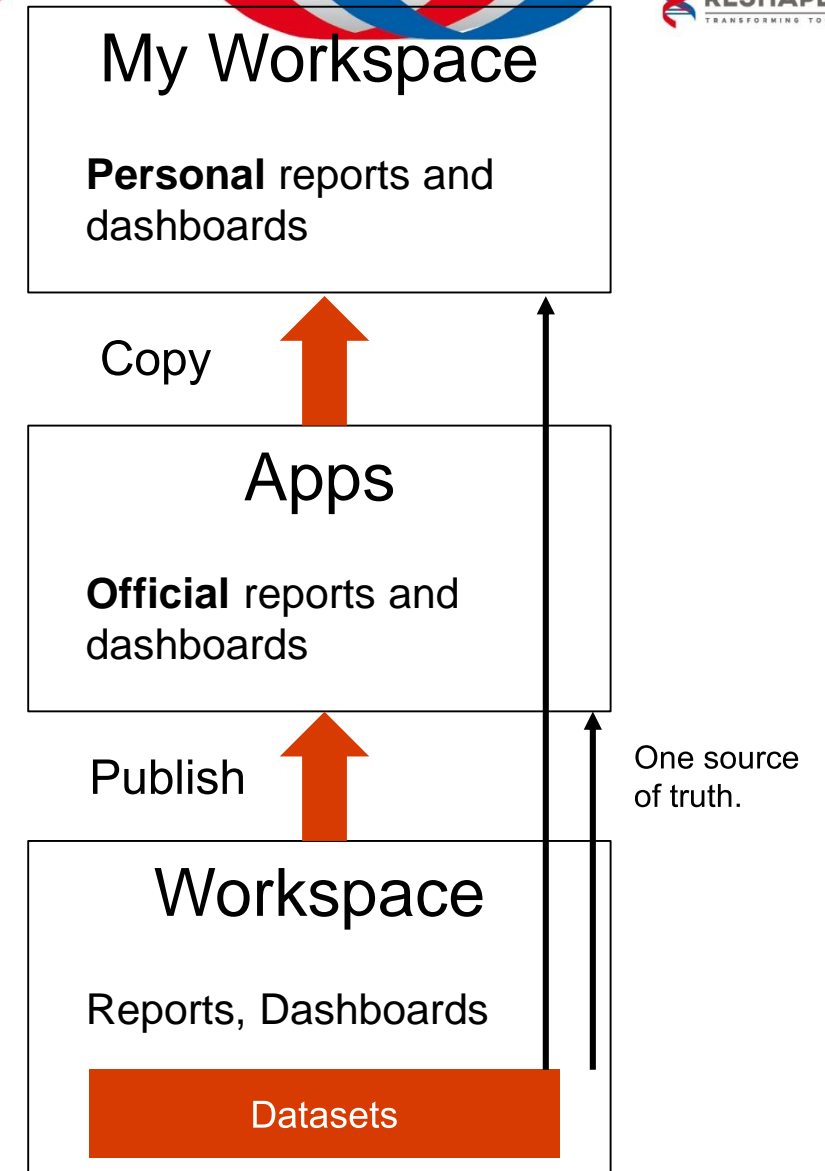 TRANSFORMING
My Workspace
Personal reports and
dashboards
Copy
Apps
Official reports and
dashboards
Publish
One source
of truth.
Workspace
Reports, Dashboards
Datasets